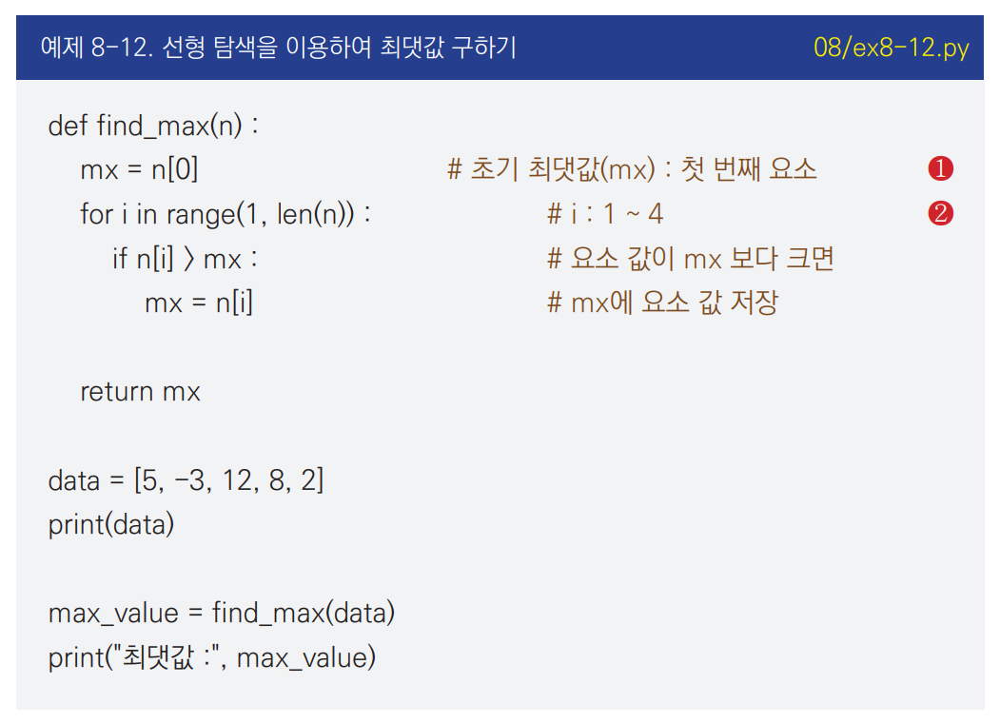 예제 8-12. 선형 탐색을 이용하여 최댓값 구하기 08/ex8-12.py
def find_max(n) :
mx = n[0] # 초기 최댓값(mx) : 첫 번째 요소 ❶
for i in range(1, len(n)) : # i : 1 ~ 4 ❷
if n[i] > mx : # 요소 값이 mx 보다 크면
mx = n[i] # mx에 요소 값 저장
return mx
data = [5, -3, 12, 8, 2]
print(data)
max_value = find_max(data)
print("최댓값 :", max_value)